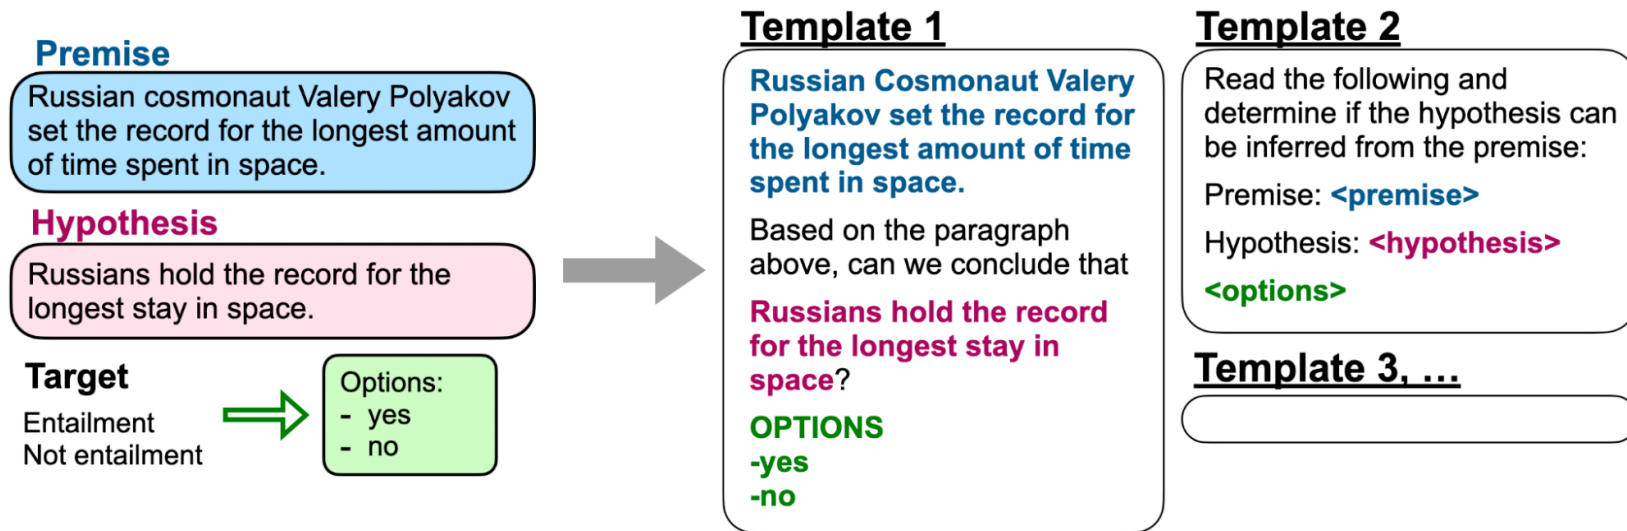 Premise
Russian cosmonaut Valery Polyakov
set the record for the longest amount
of time spent in space.
Hypothesis
Russians hold the record for the
longest stay in space.
Target
Entailment
Not entailment
Options:
- yes
- no
Template 1
Russian Cosmonaut Valery
Polyakov set the record for
the longest amount of time
spent in space.
Based on the paragraph
above, can we conclude that
Russians hold the record
for the longest stay in
space?
OPTIONS
-yes
-no
Template 2
Read the following and
determine if the hypothesis can
be inferred from the premise:
Premise: <premise>
Hypothesis: <hypothesis>
<options>
Template 3, ...